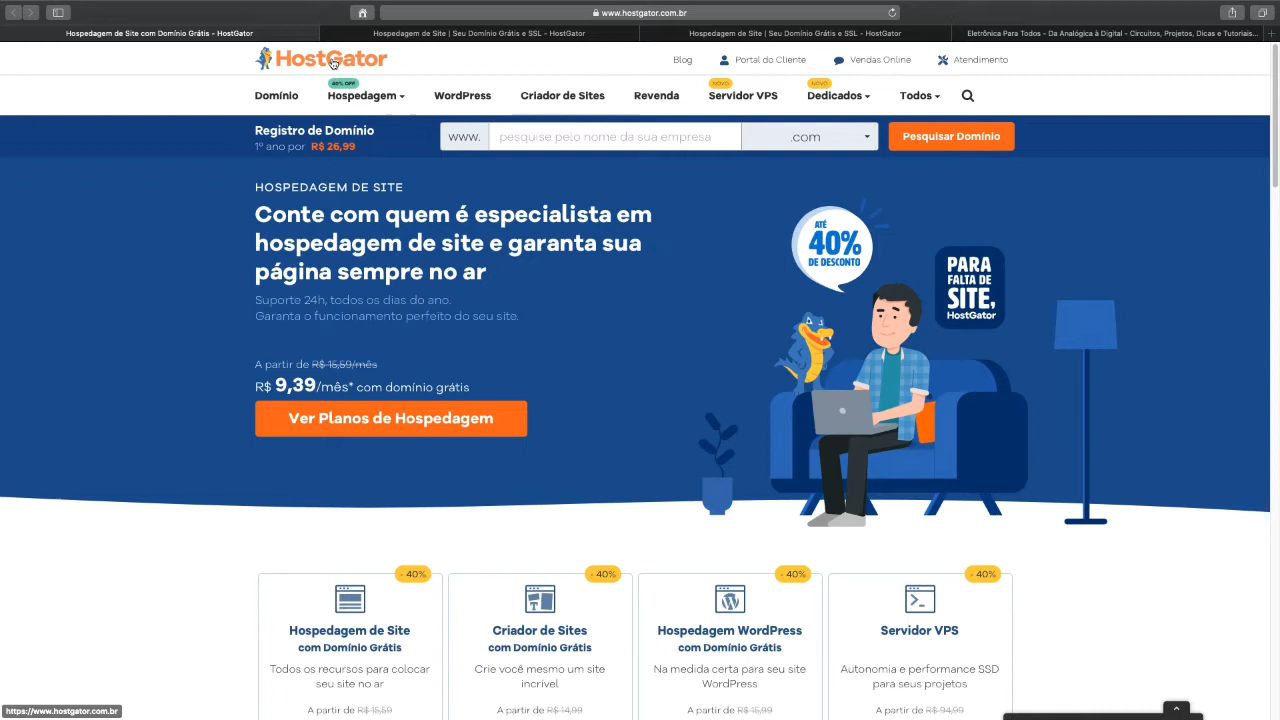 www.hostgator.com.br
Hospedagem de Site com Domínio Grátis - HostGator
Hospedagem de Site | Seu Domínio Grátis e SSL - HostGator
Hospedagem de Site | Seu Domínio Grátis e SSL - HostGator
Eletrônica Para Todos - Da Analógica à Digital - Circuitos, Projetos, Dicas e Tutoriais...
HostGator
Blog
Portal do Cliente
Vendas Online
Atendimento
40% OFF
NOVO
NOVO
Domínio
Hospedagem
WordPress
Criador de Sites
Revenda
Servidor VPS
Dedicados
Todos
Registro de Domínio
1º ano por R$ 26,99
www.
pesquise pelo nome da sua empresa
.com
Pesquisar Domínio
HOSPEDAGEM DE SITE
Conte com quem é especialista em
hospedagem de site e garanta sua
página sempre no ar
Suporte 24h, todos os dias do ano.
Garanta o funcionamento perfeito do seu site.
A partir de R$ 15,59/mês
R$ 9,39/mês* com domínio grátis
Ver Planos de Hospedagem
ATÉ
40%
DE DESCONTO
PARA
FALTA DE
SITE,
HostGator
- 40%
Hospedagem de Site
com Domínio Grátis
Todos os recursos para colocar
seu site no ar
A partir de R$ 15,59
- 40%
Criador de Sites
com Domínio Grátis
Crie você mesmo um site
incrível
A partir de R$ 14,99
- 40%
Hospedagem WordPress
com Domínio Grátis
Na medida certa para seu site
WordPress
A partir de R$ 15,99
- 40%
Servidor VPS
Autonomia e performance SSD
para seus projetos
A partir de R$ 94,99
https://www.hostgator.com.br